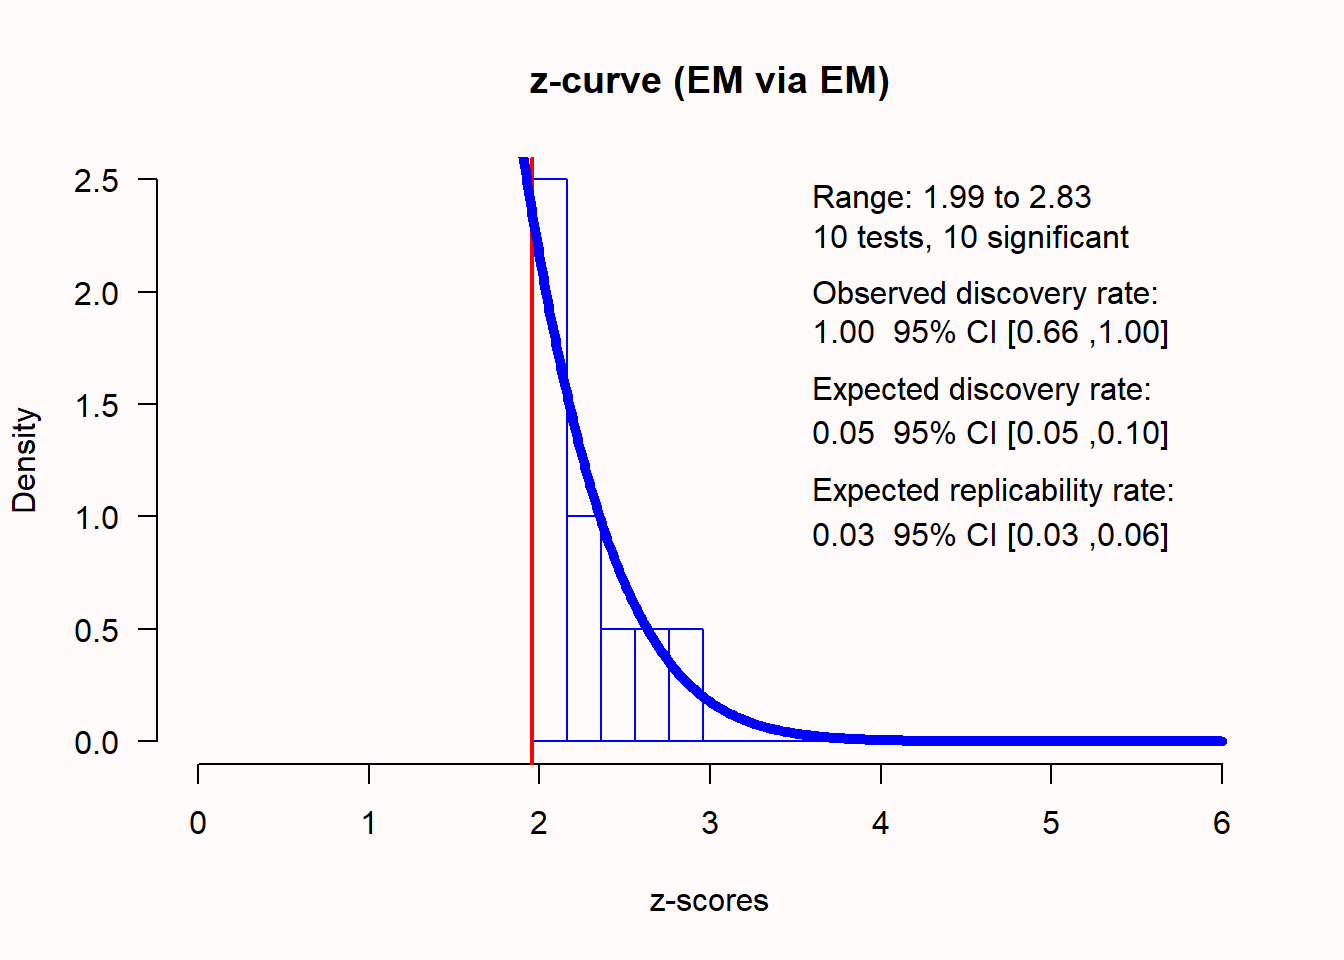 z-curve (EM via EM)
Range: 1.99 to 2.83
10 tests, 10 significant
Observed discovery rate:
1.00  95% CI [0.66 ,1.00]
Expected discovery rate:
0.05  95% CI [0.05 ,0.10]
Expected replicability rate:
0.03  95% CI [0.03 ,0.06]
Density
2.5
2.0
1.5
1.0
0.5
0.0
0 1 2 3 4 5 6
z-scores